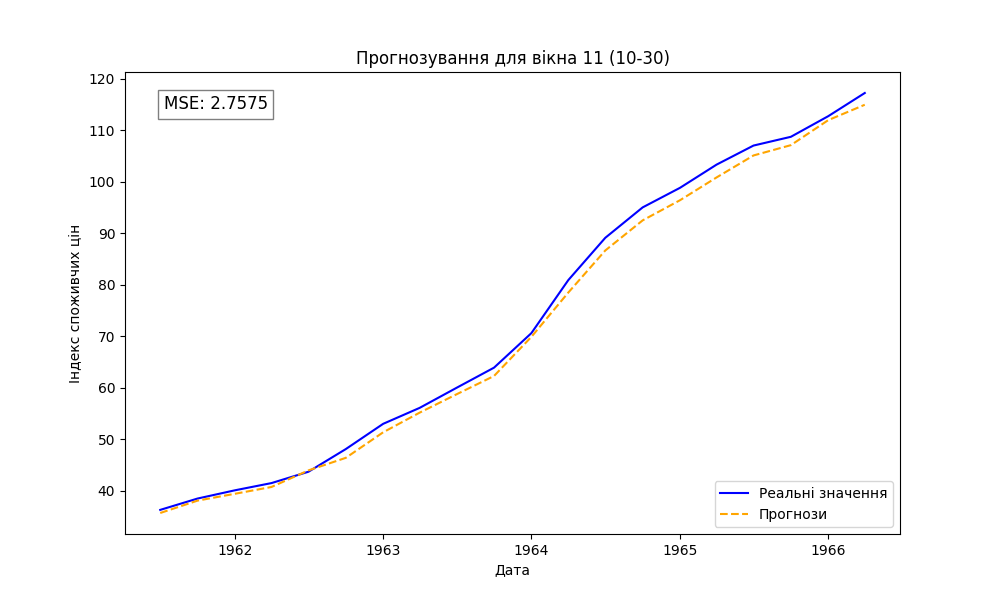 Прогнозування для вікна 11 (10-30)
MSE: 2.7575
120
110
100
90
80
70
60
50
40
Індекс споживчих цін
1962
1963
1964
1965
1966
Дата
Реальні значення
Прогнози